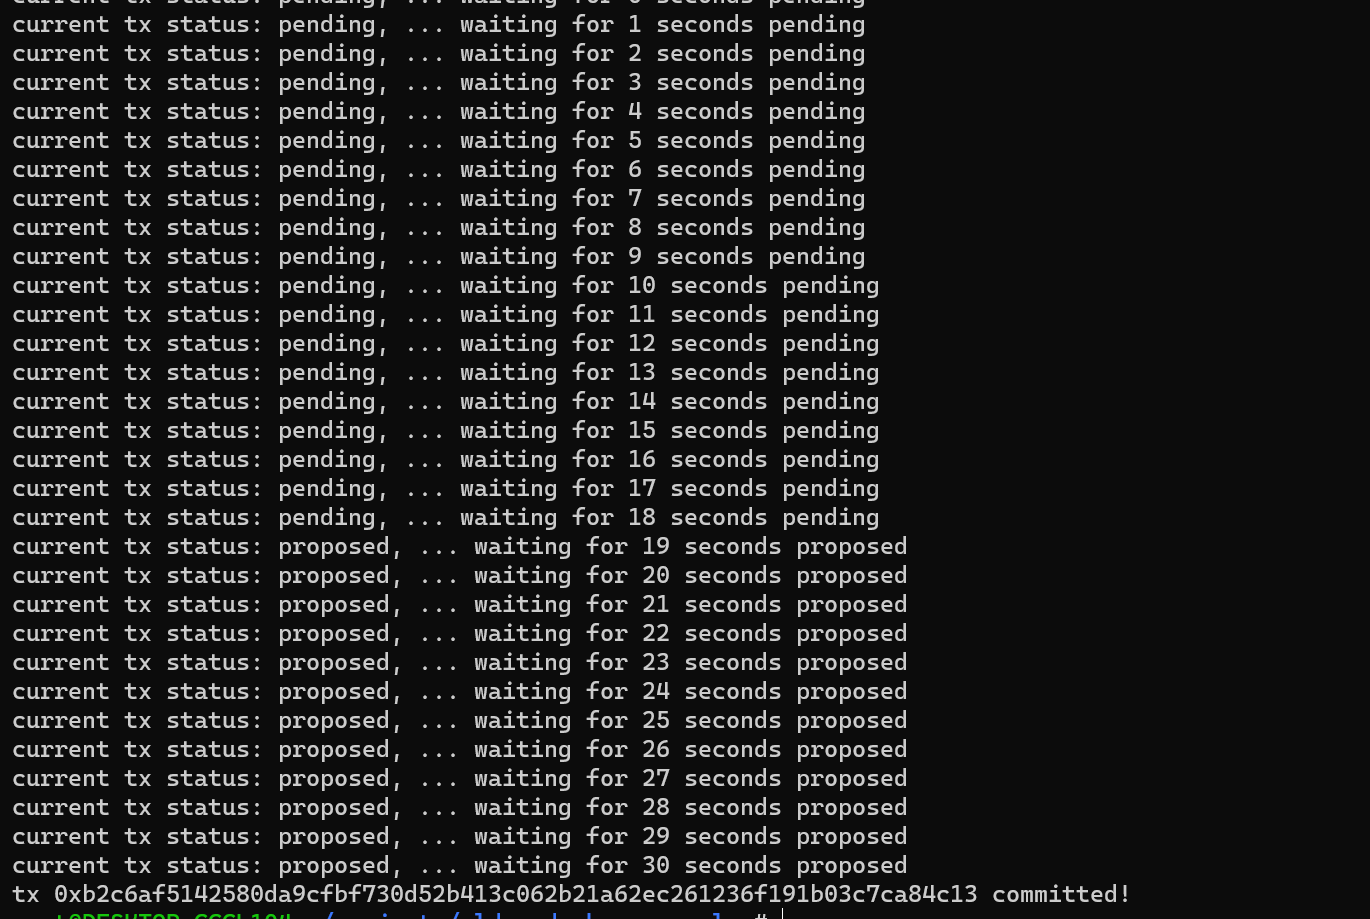 current tx status: pending, ... waiting for 0 seconds pending
current tx status: pending, ... waiting for 1 seconds pending
current tx status: pending, ... waiting for 2 seconds pending
current tx status: pending, ... waiting for 3 seconds pending
current tx status: pending, ... waiting for 4 seconds pending
current tx status: pending, ... waiting for 5 seconds pending
current tx status: pending, ... waiting for 6 seconds pending
current tx status: pending, ... waiting for 7 seconds pending
current tx status: pending, ... waiting for 8 seconds pending
current tx status: pending, ... waiting for 9 seconds pending
current tx status: pending, ... waiting for 10 seconds pending
current tx status: pending, ... waiting for 11 seconds pending
current tx status: pending, ... waiting for 12 seconds pending
current tx status: pending, ... waiting for 13 seconds pending
current tx status: pending, ... waiting for 14 seconds pending
current tx status: pending, ... waiting for 15 seconds pending
current tx status: pending, ... waiting for 16 seconds pending
current tx status: pending, ... waiting for 17 seconds pending
current tx status: pending, ... waiting for 18 seconds pending
current tx status: proposed, ... waiting for 19 seconds proposed
current tx status: proposed, ... waiting for 20 seconds proposed
current tx status: proposed, ... waiting for 21 seconds proposed
current tx status: proposed, ... waiting for 22 seconds proposed
current tx status: proposed, ... waiting for 23 seconds proposed
current tx status: proposed, ... waiting for 24 seconds proposed
current tx status: proposed, ... waiting for 25 seconds proposed
current tx status: proposed, ... waiting for 26 seconds proposed
current tx status: proposed, ... waiting for 27 seconds proposed
current tx status: proposed, ... waiting for 28 seconds proposed
current tx status: proposed, ... waiting for 29 seconds proposed
current tx status: proposed, ... waiting for 30 seconds proposed
tx 0xb2c6af5142580da9cfbf730d52b413c062b21a62ec261236f191b03c7ca84c13 committed!
#